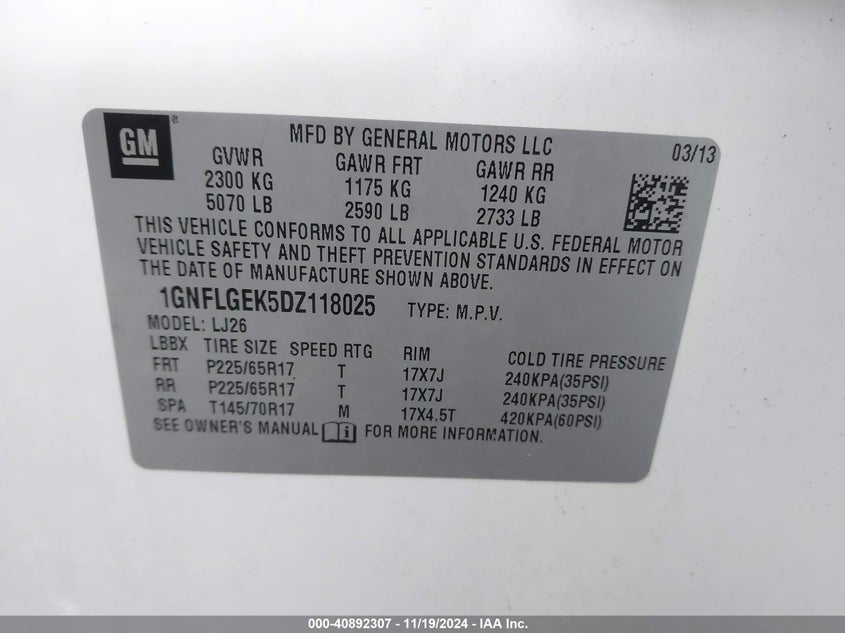 GM ®
MFD BY GENERAL MOTORS LLC 03/13
GVWR GAWR FRT GAWR RR
2300 KG 1175 KG 1240 KG
5070 LB 2590 LB 2733 LB
THIS VEHICLE CONFORMS TO ALL APPLICABLE U.S. FEDERAL MOTOR
VEHICLE SAFETY AND THEFT PREVENTION STANDARDS IN EFFECT ON
THE DATE OF MANUFACTURE SHOWN ABOVE.
1GNFLGEK5DZ118025 TYPE: M.P.V.
MODEL: LJ26
LBBX TIRE SIZE SPEED RTG RIM COLD TIRE PRESSURE
FRT P225/65R17 T 17X7J 240KPA(35PSI)
RR P225/65R17 T 17X7J 240KPA(35PSI)
SPA T145/70R17 M 17X4.5T 420KPA(60PSI)
SEE OWNER'S MANUAL FOR MORE INFORMATION.
000-40892307 - 11/19/2024 - IAA Inc.